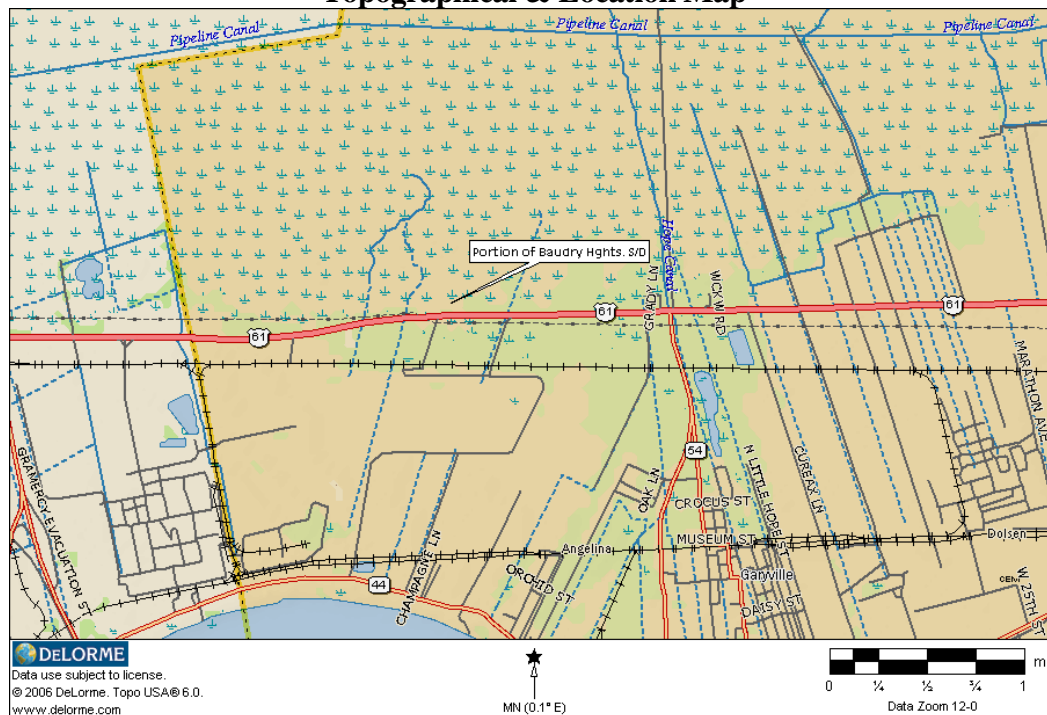 Topographical & Location Map
Pipeline Canal
Pipeline Canal
Pipeline Canal
Portion of Baudry Hghts. S/D
Hope Canal
GRADY LN
WCKW RD
61
61
61
MARATHON AVE
GRAMERCY EVACUATION ST
54
OAK LN
N LITTLE HOPE ST
CUREAX LN
CROCUS ST
MUSEUM ST
Angelina
Dolsen
CHAMPAGNE LN
ORCHID ST
Garyville
DAISY ST
44
W 25TH ST
DELORME
Data use subject to license.
© 2006 DeLorme. Topo USA® 6.0.
www.delorme.com
MN (0.1° E)
0 ¼ ½ ¾ 1
Data Zoom 12-0